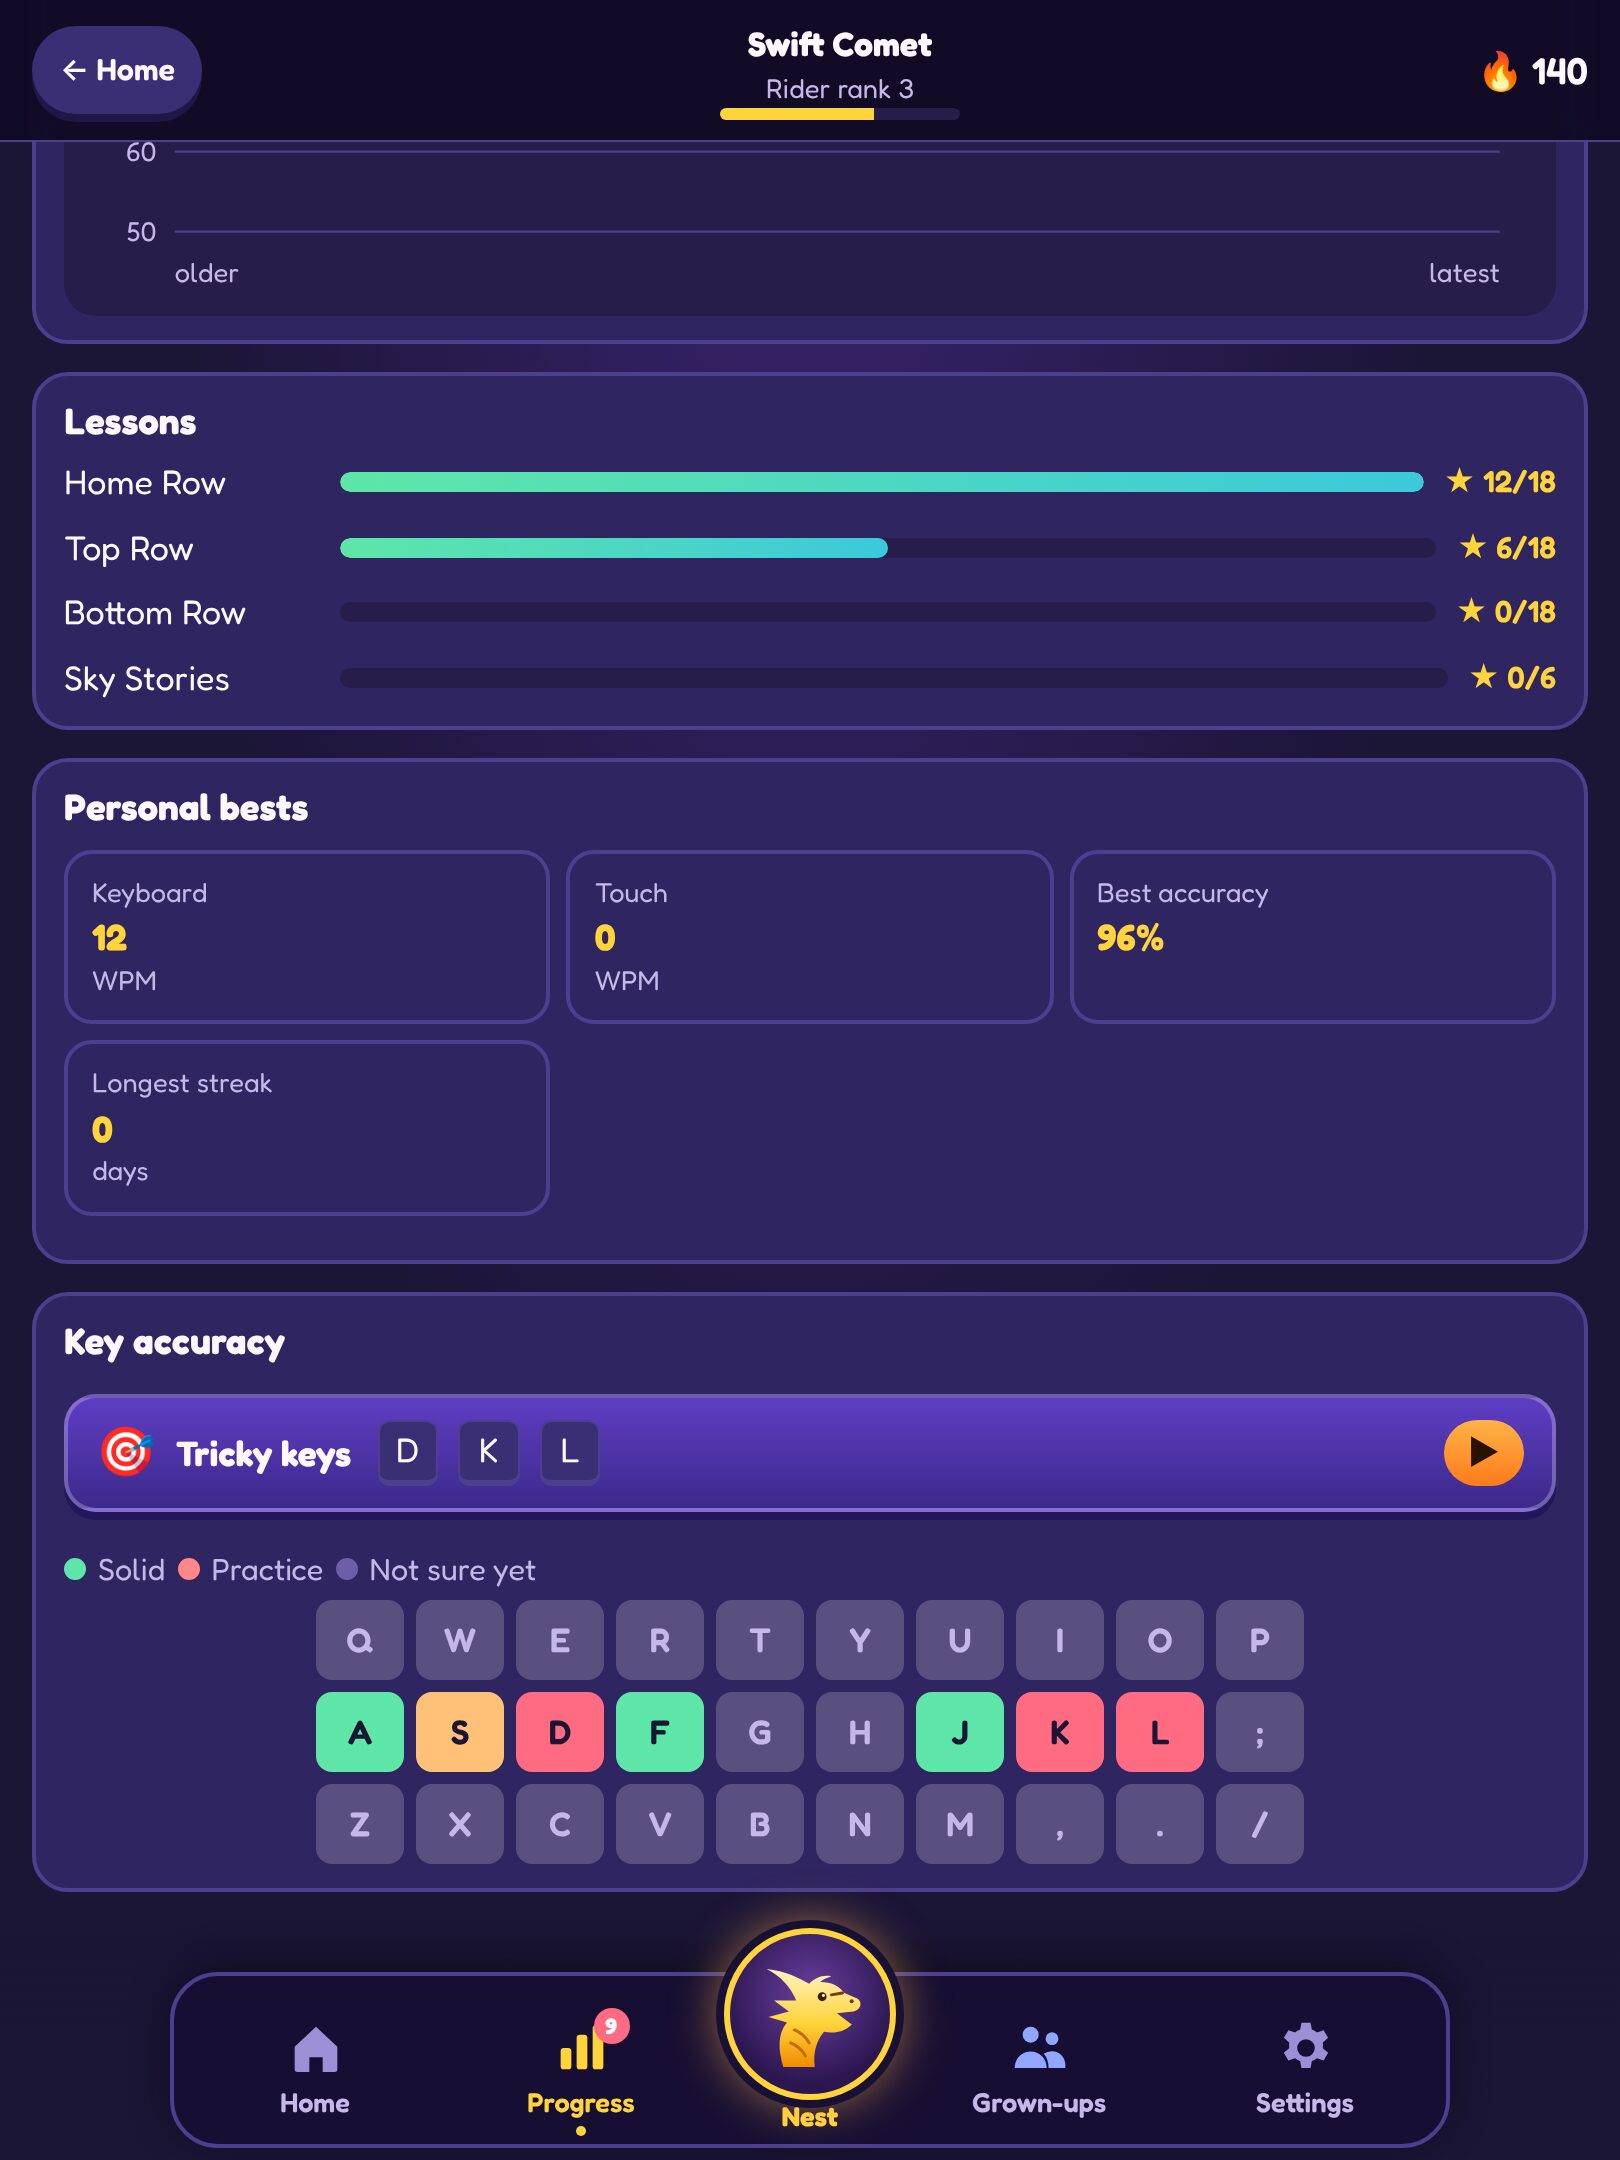 ← Home
Swift Comet
Rider rank 3
🔥 140
60
50
older latest
Lessons
Home Row ★ 12/18
Top Row ★ 6/18
Bottom Row ★ 0/18
Sky Stories ★ 0/6
Personal bests
Keyboard
12
WPM
Touch
0
WPM
Best accuracy
96%
Longest streak
0
days
Key accuracy
Tricky keys D K L
Solid Practice Not sure yet
Q W E R T Y U I O P
A S D F G H J K L ;
Z X C V B N M , . /
9
Home Progress Nest Grown-ups Settings